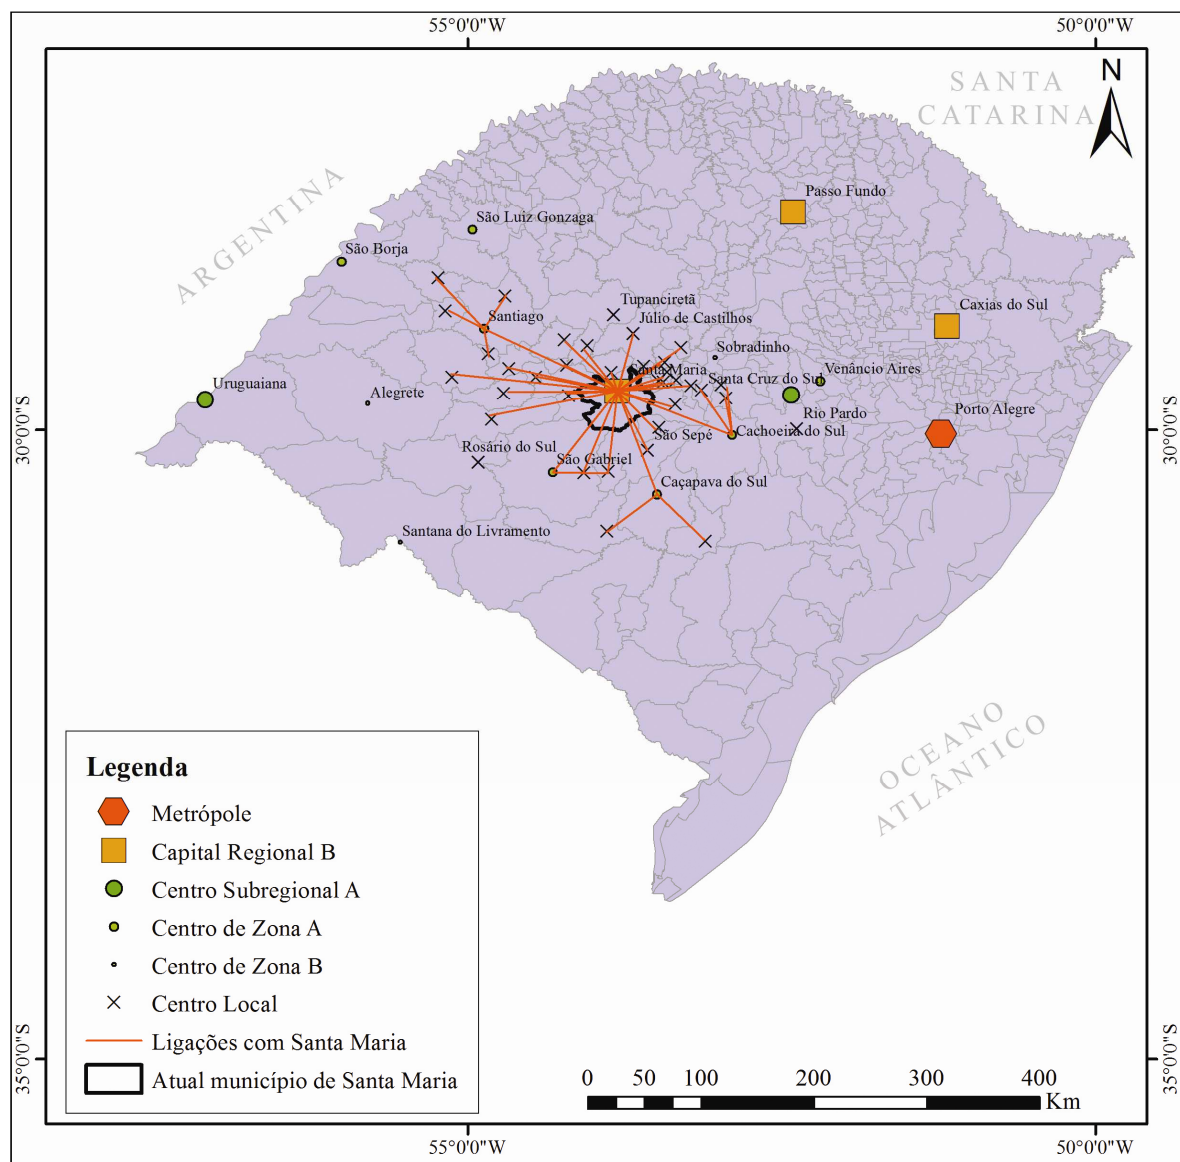 55°0'0"W
50°0'0"W
SANTA
CATARINA
N
ARGENTINA
Passo Fundo
São Luiz Gonzaga
São Borja
Tupanciretã
Caxias do Sul
Santiago
Júlio de Castilhos
Sobradinho
Venâncio Aires
Santa Maria
Uruguaiana
Santa Cruz do Sul
Alegrete
Porto Alegre
Rio Pardo
30°0'0"S
30°0'0"S
Cachoeira do Sul
São Sepé
Rosário do Sul
São Gabriel
Caçapava do Sul
Santana do Livramento
OCEANO
ATLÂNTICO
Legenda
Metrópole
Capital Regional B
Centro Subregional A
Centro de Zona A
Centro de Zona B
Centro Local
Ligações com Santa Maria
Atual município de Santa Maria
35°0'0"S
35°0'0"S
0 50 100 200 300 400
Km
55°0'0"W
50°0'0"W